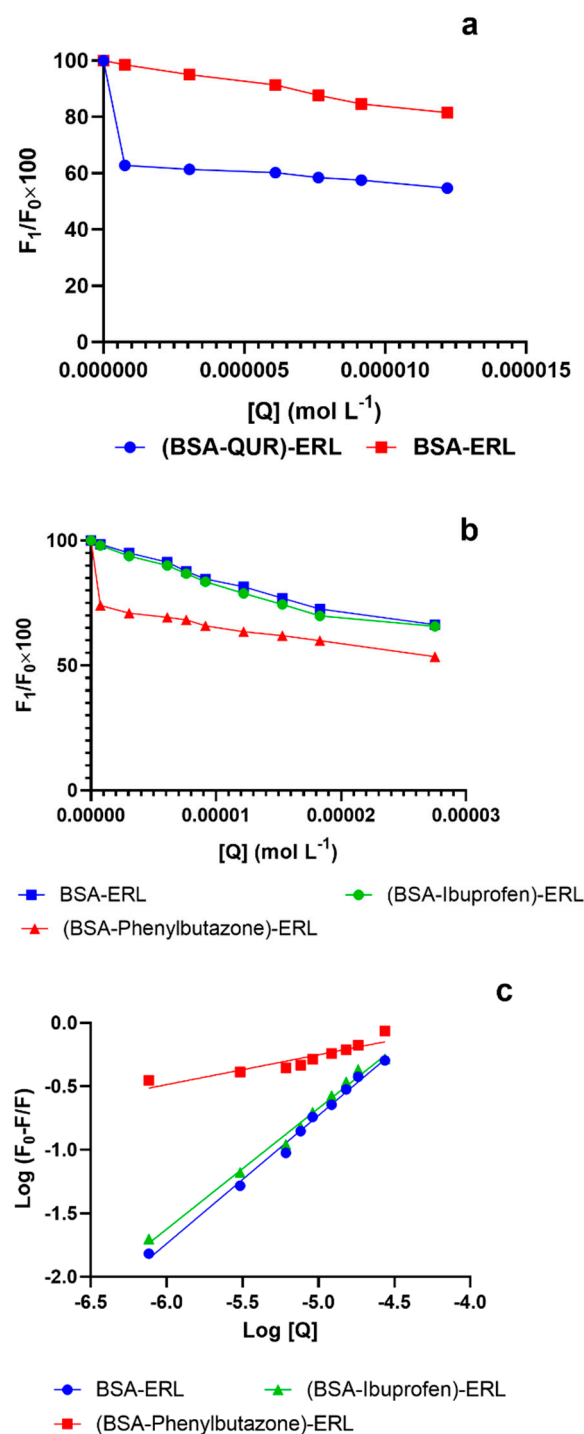 a
100
80
60
40
20
0
F₁/F₀×100
0.000000 0.000005 0.000010 0.000015
[Q] (mol L⁻¹)
(BSA-QUR)-ERL BSA-ERL
b
100
50
0
F₁/F₀×100
0.00000 0.00001 0.00002 0.00003
[Q] (mol L⁻¹)
BSA-ERL (BSA-Ibuprofen)-ERL
(BSA-Phenylbutazone)-ERL
c
0.0
-0.5
-1.0
-1.5
-2.0
Log (F₀-F/F)
-6.5 -6.0 -5.5 -5.0 -4.5 -4.0
Log [Q]
BSA-ERL (BSA-Ibuprofen)-ERL
(BSA-Phenylbutazone)-ERL